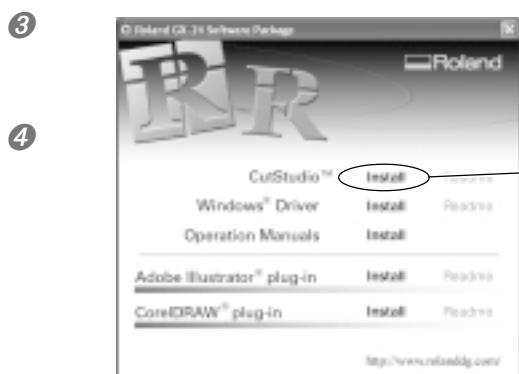 3
Roland GX-24 Software Package
Roland
4
CutStudio™ Install Readme
Windows® Driver Install Readme
Operation Manuals Install
Adobe Illustrator® plug-in Install Readme
CorelDRAW® plug-in Install Readme
http://www.rolanddg.com/